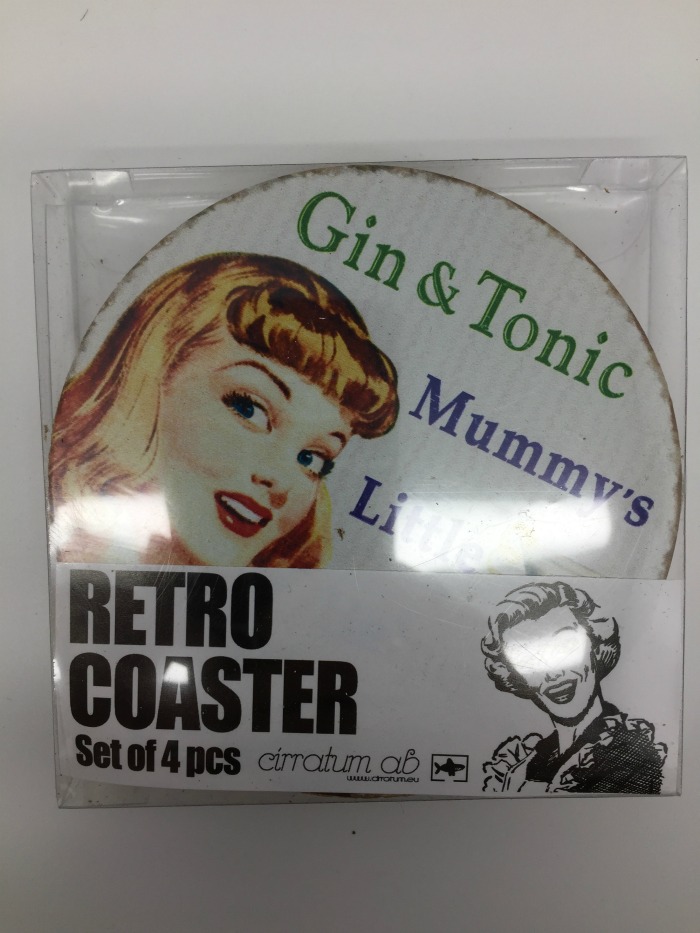 Gin & Tonic
Mummy's
Little
RETRO
COASTER
Set of 4 pcs cirratum ab